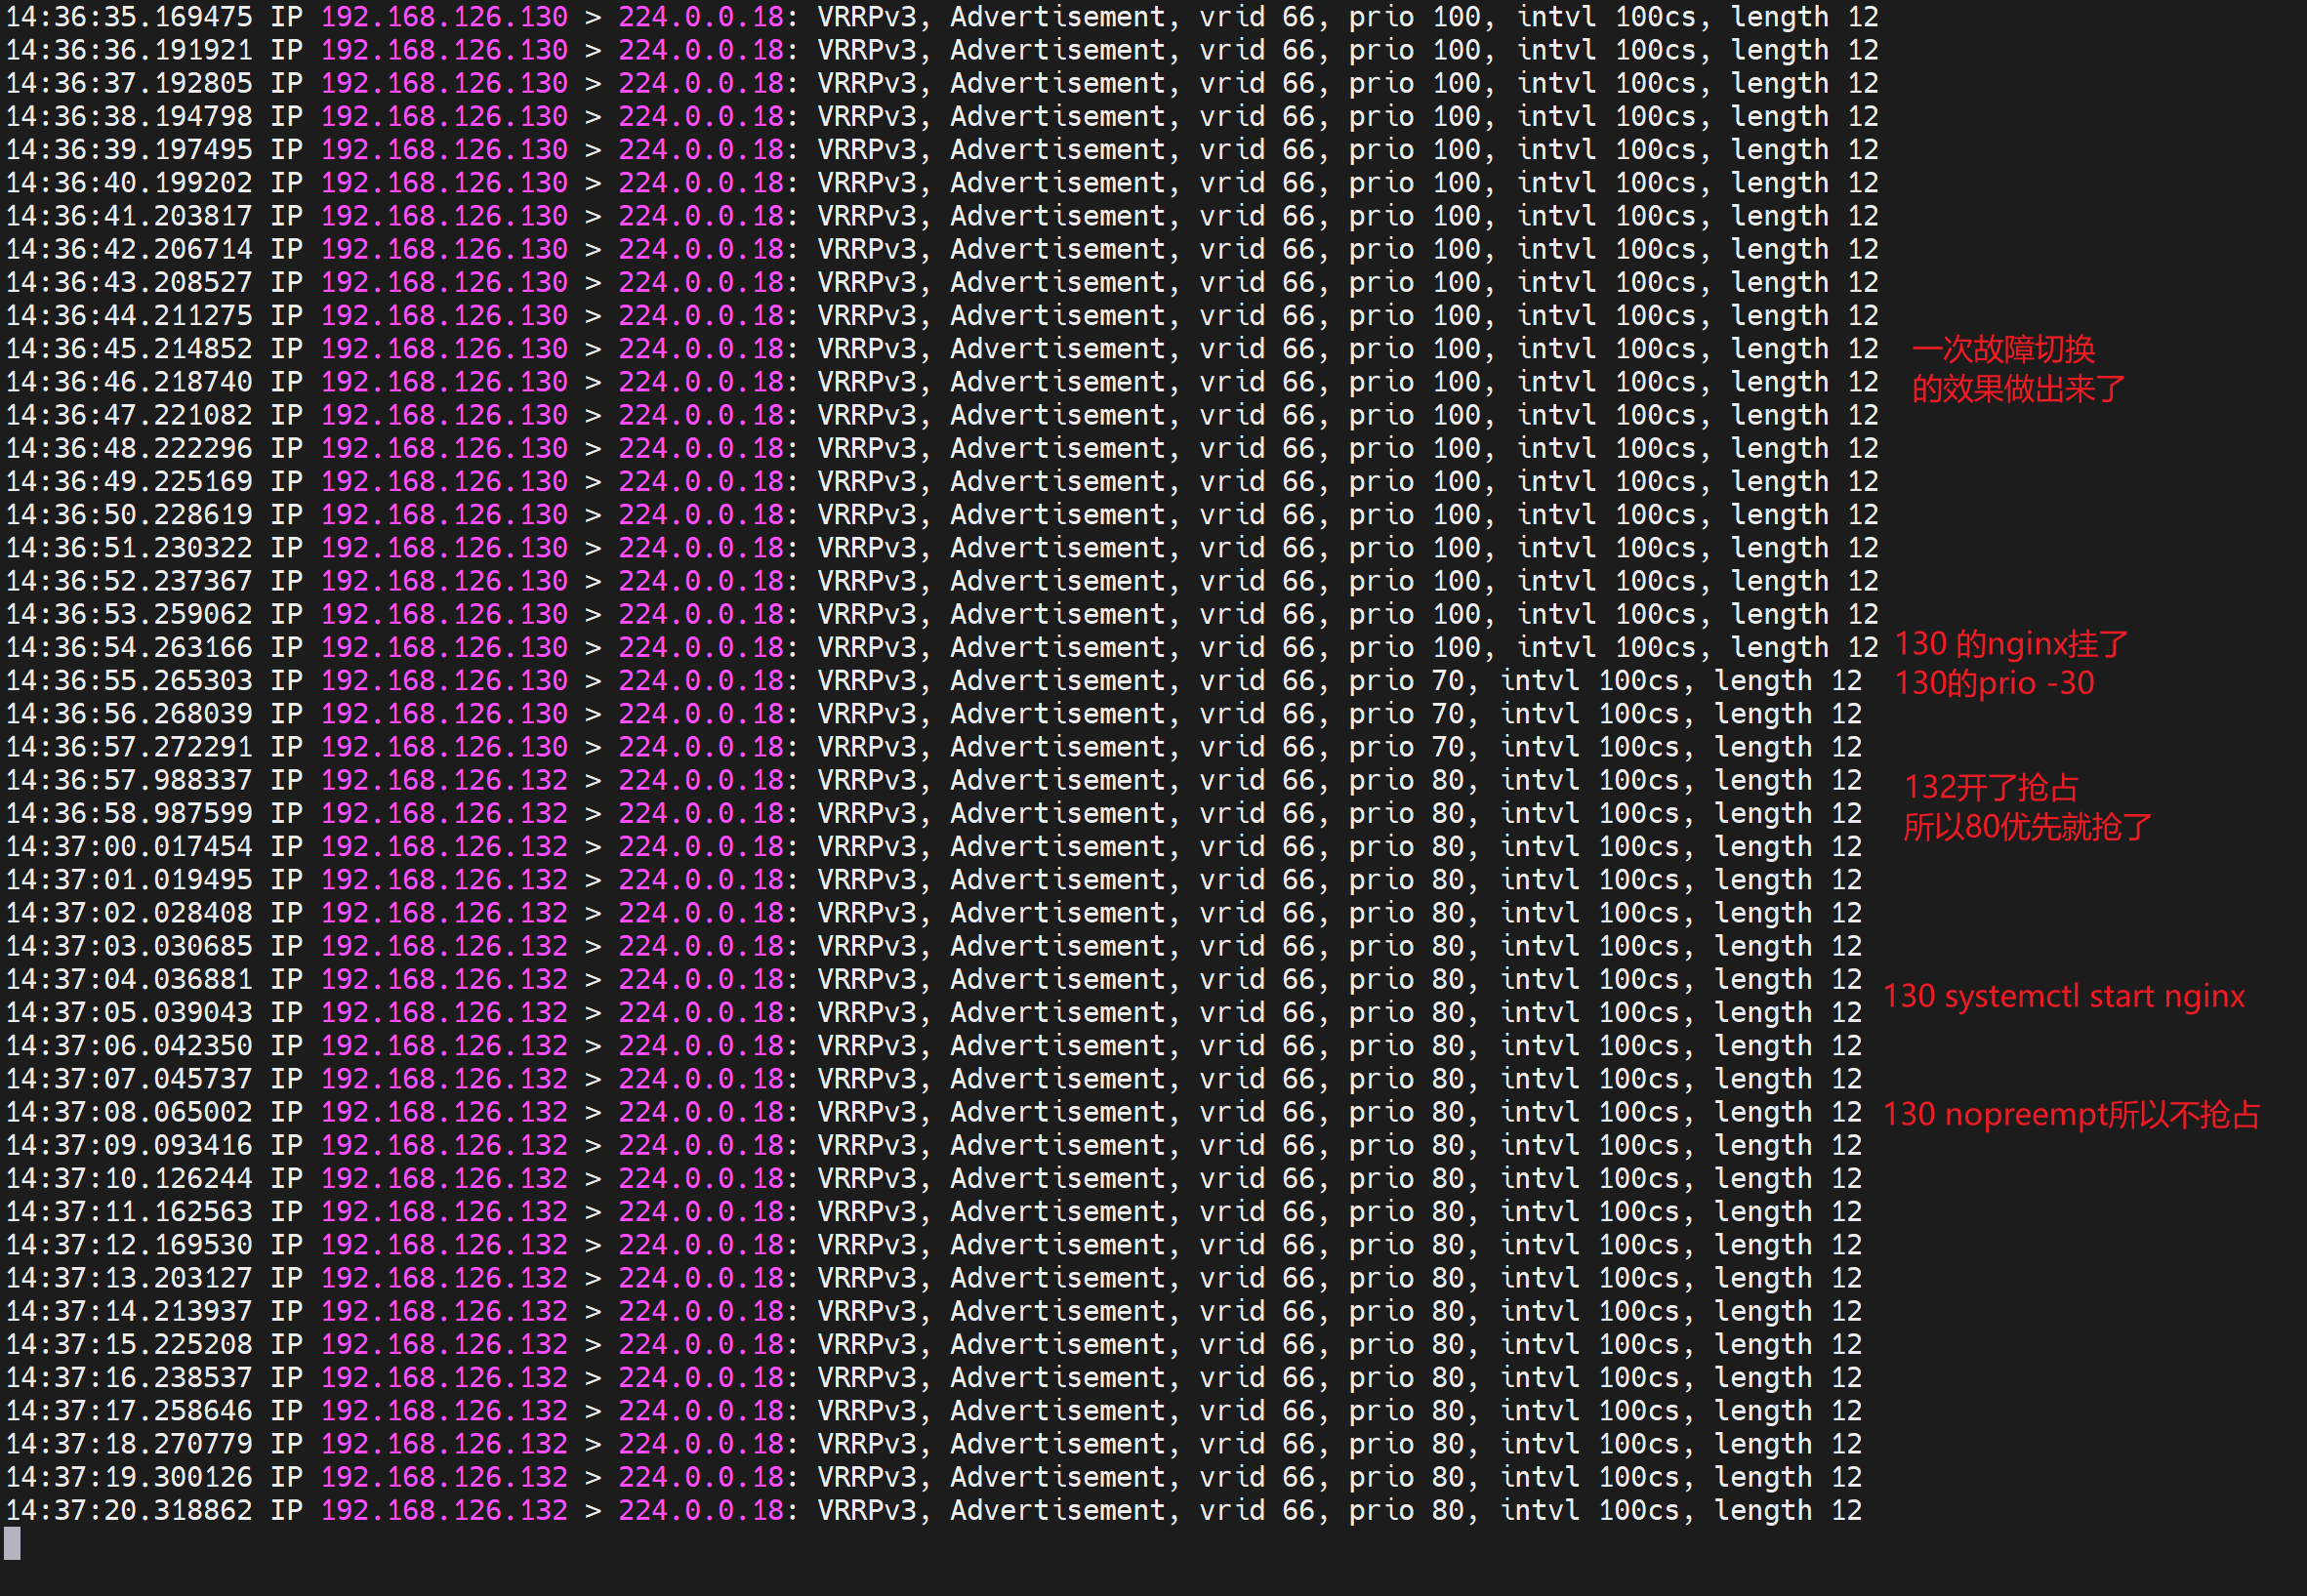 14:36:35.169475 IP 192.168.126.130 > 224.0.0.18: VRRPv3, Advertisement, vrid 66, prio 100, intvl 100cs, length 12
14:36:36.191921 IP 192.168.126.130 > 224.0.0.18: VRRPv3, Advertisement, vrid 66, prio 100, intvl 100cs, length 12
14:36:37.192805 IP 192.168.126.130 > 224.0.0.18: VRRPv3, Advertisement, vrid 66, prio 100, intvl 100cs, length 12
14:36:38.194798 IP 192.168.126.130 > 224.0.0.18: VRRPv3, Advertisement, vrid 66, prio 100, intvl 100cs, length 12
14:36:39.197495 IP 192.168.126.130 > 224.0.0.18: VRRPv3, Advertisement, vrid 66, prio 100, intvl 100cs, length 12
14:36:40.199202 IP 192.168.126.130 > 224.0.0.18: VRRPv3, Advertisement, vrid 66, prio 100, intvl 100cs, length 12
14:36:41.203817 IP 192.168.126.130 > 224.0.0.18: VRRPv3, Advertisement, vrid 66, prio 100, intvl 100cs, length 12
14:36:42.206714 IP 192.168.126.130 > 224.0.0.18: VRRPv3, Advertisement, vrid 66, prio 100, intvl 100cs, length 12
14:36:43.208527 IP 192.168.126.130 > 224.0.0.18: VRRPv3, Advertisement, vrid 66, prio 100, intvl 100cs, length 12
14:36:44.211275 IP 192.168.126.130 > 224.0.0.18: VRRPv3, Advertisement, vrid 66, prio 100, intvl 100cs, length 12
14:36:45.214852 IP 192.168.126.130 > 224.0.0.18: VRRPv3, Advertisement, vrid 66, prio 100, intvl 100cs, length 12 一次故障切换
14:36:46.218740 IP 192.168.126.130 > 224.0.0.18: VRRPv3, Advertisement, vrid 66, prio 100, intvl 100cs, length 12 的效果做出来了
14:36:47.221082 IP 192.168.126.130 > 224.0.0.18: VRRPv3, Advertisement, vrid 66, prio 100, intvl 100cs, length 12
14:36:48.222296 IP 192.168.126.130 > 224.0.0.18: VRRPv3, Advertisement, vrid 66, prio 100, intvl 100cs, length 12
14:36:49.225169 IP 192.168.126.130 > 224.0.0.18: VRRPv3, Advertisement, vrid 66, prio 100, intvl 100cs, length 12
14:36:50.228619 IP 192.168.126.130 > 224.0.0.18: VRRPv3, Advertisement, vrid 66, prio 100, intvl 100cs, length 12
14:36:51.230322 IP 192.168.126.130 > 224.0.0.18: VRRPv3, Advertisement, vrid 66, prio 100, intvl 100cs, length 12
14:36:52.237367 IP 192.168.126.130 > 224.0.0.18: VRRPv3, Advertisement, vrid 66, prio 100, intvl 100cs, length 12
14:36:53.259062 IP 192.168.126.130 > 224.0.0.18: VRRPv3, Advertisement, vrid 66, prio 100, intvl 100cs, length 12
14:36:54.263166 IP 192.168.126.130 > 224.0.0.18: VRRPv3, Advertisement, vrid 66, prio 100, intvl 100cs, length 12 130 的nginx挂了
14:36:55.265303 IP 192.168.126.130 > 224.0.0.18: VRRPv3, Advertisement, vrid 66, prio 70, intvl 100cs, length 12 130的prio -30
14:36:56.268039 IP 192.168.126.130 > 224.0.0.18: VRRPv3, Advertisement, vrid 66, prio 70, intvl 100cs, length 12
14:36:57.272291 IP 192.168.126.130 > 224.0.0.18: VRRPv3, Advertisement, vrid 66, prio 70, intvl 100cs, length 12
14:36:57.988337 IP 192.168.126.132 > 224.0.0.18: VRRPv3, Advertisement, vrid 66, prio 80, intvl 100cs, length 12 132开了抢占
14:36:58.987599 IP 192.168.126.132 > 224.0.0.18: VRRPv3, Advertisement, vrid 66, prio 80, intvl 100cs, length 12 所以80优先就抢了
14:37:00.017454 IP 192.168.126.132 > 224.0.0.18: VRRPv3, Advertisement, vrid 66, prio 80, intvl 100cs, length 12
14:37:01.019495 IP 192.168.126.132 > 224.0.0.18: VRRPv3, Advertisement, vrid 66, prio 80, intvl 100cs, length 12
14:37:02.028408 IP 192.168.126.132 > 224.0.0.18: VRRPv3, Advertisement, vrid 66, prio 80, intvl 100cs, length 12
14:37:03.030685 IP 192.168.126.132 > 224.0.0.18: VRRPv3, Advertisement, vrid 66, prio 80, intvl 100cs, length 12
14:37:04.036881 IP 192.168.126.132 > 224.0.0.18: VRRPv3, Advertisement, vrid 66, prio 80, intvl 100cs, length 12 130 systemctl start nginx
14:37:05.039043 IP 192.168.126.132 > 224.0.0.18: VRRPv3, Advertisement, vrid 66, prio 80, intvl 100cs, length 12
14:37:06.042350 IP 192.168.126.132 > 224.0.0.18: VRRPv3, Advertisement, vrid 66, prio 80, intvl 100cs, length 12
14:37:07.045737 IP 192.168.126.132 > 224.0.0.18: VRRPv3, Advertisement, vrid 66, prio 80, intvl 100cs, length 12
14:37:08.065002 IP 192.168.126.132 > 224.0.0.18: VRRPv3, Advertisement, vrid 66, prio 80, intvl 100cs, length 12 130 nopreempt所以不抢占
14:37:09.093416 IP 192.168.126.132 > 224.0.0.18: VRRPv3, Advertisement, vrid 66, prio 80, intvl 100cs, length 12
14:37:10.126244 IP 192.168.126.132 > 224.0.0.18: VRRPv3, Advertisement, vrid 66, prio 80, intvl 100cs, length 12
14:37:11.162563 IP 192.168.126.132 > 224.0.0.18: VRRPv3, Advertisement, vrid 66, prio 80, intvl 100cs, length 12
14:37:12.169530 IP 192.168.126.132 > 224.0.0.18: VRRPv3, Advertisement, vrid 66, prio 80, intvl 100cs, length 12
14:37:13.203127 IP 192.168.126.132 > 224.0.0.18: VRRPv3, Advertisement, vrid 66, prio 80, intvl 100cs, length 12
14:37:14.213937 IP 192.168.126.132 > 224.0.0.18: VRRPv3, Advertisement, vrid 66, prio 80, intvl 100cs, length 12
14:37:15.225208 IP 192.168.126.132 > 224.0.0.18: VRRPv3, Advertisement, vrid 66, prio 80, intvl 100cs, length 12
14:37:16.238537 IP 192.168.126.132 > 224.0.0.18: VRRPv3, Advertisement, vrid 66, prio 80, intvl 100cs, length 12
14:37:17.258646 IP 192.168.126.132 > 224.0.0.18: VRRPv3, Advertisement, vrid 66, prio 80, intvl 100cs, length 12
14:37:18.270779 IP 192.168.126.132 > 224.0.0.18: VRRPv3, Advertisement, vrid 66, prio 80, intvl 100cs, length 12
14:37:19.300126 IP 192.168.126.132 > 224.0.0.18: VRRPv3, Advertisement, vrid 66, prio 80, intvl 100cs, length 12
14:37:20.318862 IP 192.168.126.132 > 224.0.0.18: VRRPv3, Advertisement, vrid 66, prio 80, intvl 100cs, length 12